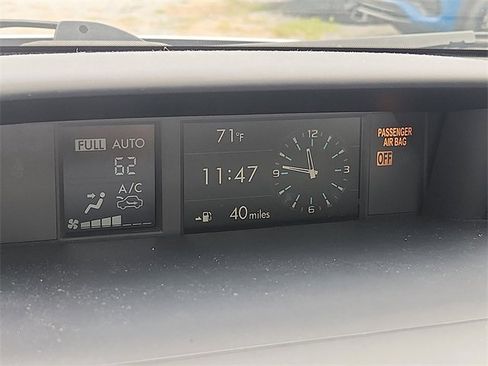 FULL AUTO
62
A/C
71°F
11:47
40 miles
12
3
6
9
PASSENGER
AIR BAG
OFF